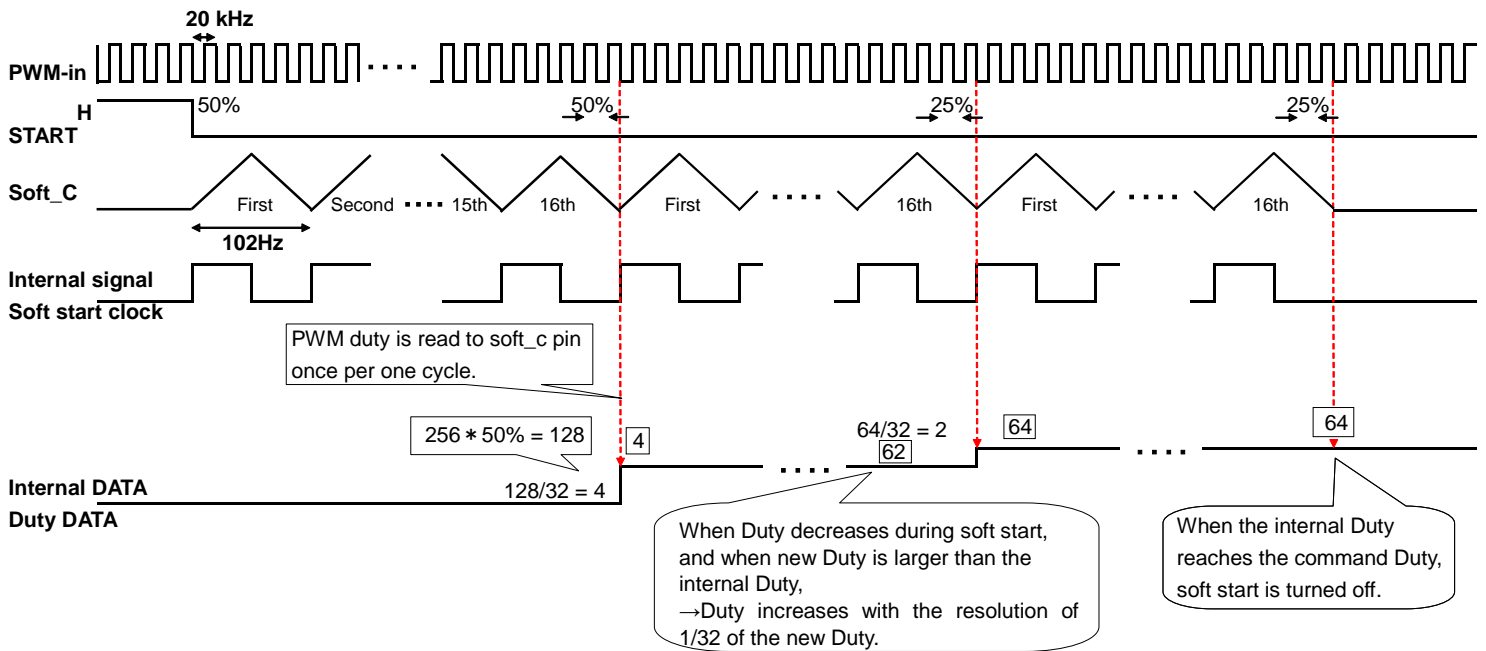 20 kHz
PWM-in
H
START
50%
50%
25%
25%
Soft_C
First
Second
15th
16th
First
16th
First
16th
102Hz
Internal signal
Soft start clock
PWM duty is read to soft_c pin
once per one cycle.
256 * 50% = 128
4
64/32 = 2
62
64
64
Internal DATA
Duty DATA
128/32 = 4
When Duty decreases during soft start,
and when new Duty is larger than the
internal Duty,
→Duty increases with the resolution of
1/32 of the new Duty.
When the internal Duty
reaches the command Duty,
soft start is turned off.